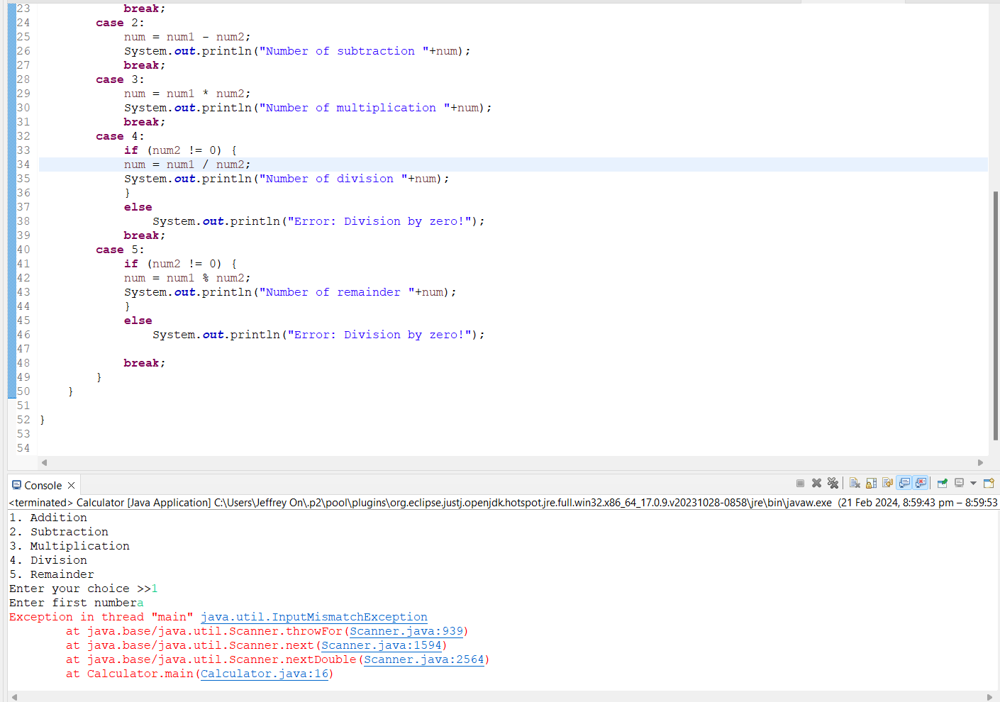 23 break;
24 case 2:
25 num = num1 - num2;
26 System.out.println("Number of subtraction "+num);
27 break;
28 case 3:
29 num = num1 * num2;
30 System.out.println("Number of multiplication "+num);
31 break;
32 case 4:
33 if (num2 != 0) {
34 num = num1 / num2;
35 System.out.println("Number of division "+num);
36 }
37 else
38 System.out.println("Error: Division by zero!");
39 break;
40 case 5:
41 if (num2 != 0) {
42 num = num1 % num2;
43 System.out.println("Number of remainder "+num);
44 }
45 else
46 System.out.println("Error: Division by zero!");
47
48 break;
49 }
50 }
51
52 }
53
54
Console
<terminated> Calculator [Java Application] C:\Users\Jeffrey On\.p2\pool\plugins\org.eclipse.justj.openjdk.hotspot.jre.full.win32.x86_64_17.0.9.v20231028-0858\jre\bin\javaw.exe (21 Feb 2024, 8:59:43 pm – 8:59:53
1. Addition
2. Subtraction
3. Multiplication
4. Division
5. Remainder
Enter your choice >>1
Enter first numbera
Exception in thread "main" java.util.InputMismatchException
at java.base/java.util.Scanner.throwFor(Scanner.java:939)
at java.base/java.util.Scanner.next(Scanner.java:1594)
at java.base/java.util.Scanner.nextDouble(Scanner.java:2564)
at Calculator.main(Calculator.java:16)